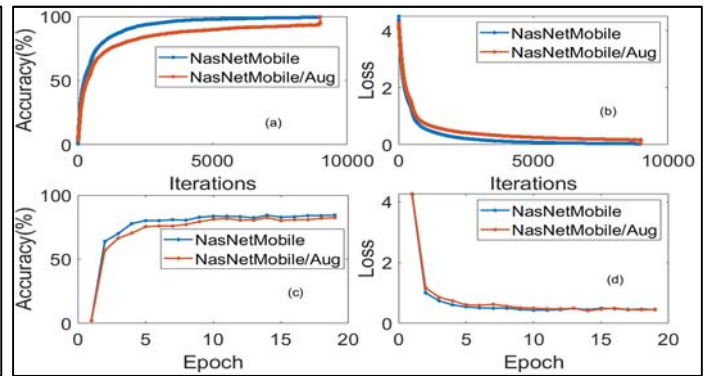 Accuracy(%)
100
50
0
NasNetMobile
NasNetMobile/Aug
(a)
0
5000
10000
Iterations
Loss
4
2
0
NasNetMobile
NasNetMobile/Aug
(b)
0
5000
10000
Iterations
Accuracy(%)
100
50
0
NasNetMobile
NasNetMobile/Aug
(c)
0
5
10
15
20
Epoch
Loss
4
2
0
NasNetMobile
NasNetMobile/Aug
(d)
0
5
10
15
20
Epoch